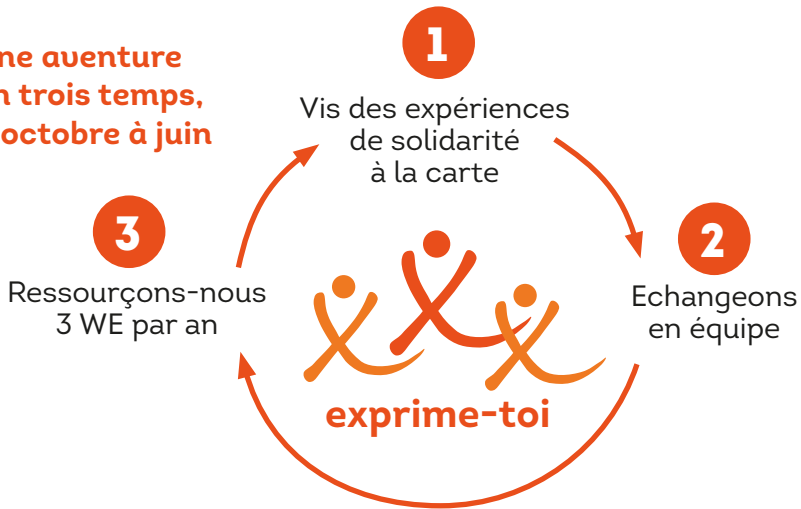 ne aventure
n trois temps,
octobre à juin
1
Vis des expériences
de solidarité
à la carte
2
Echangeons
en équipe
3
Ressourçons-nous
3 WE par an
exprime-toi